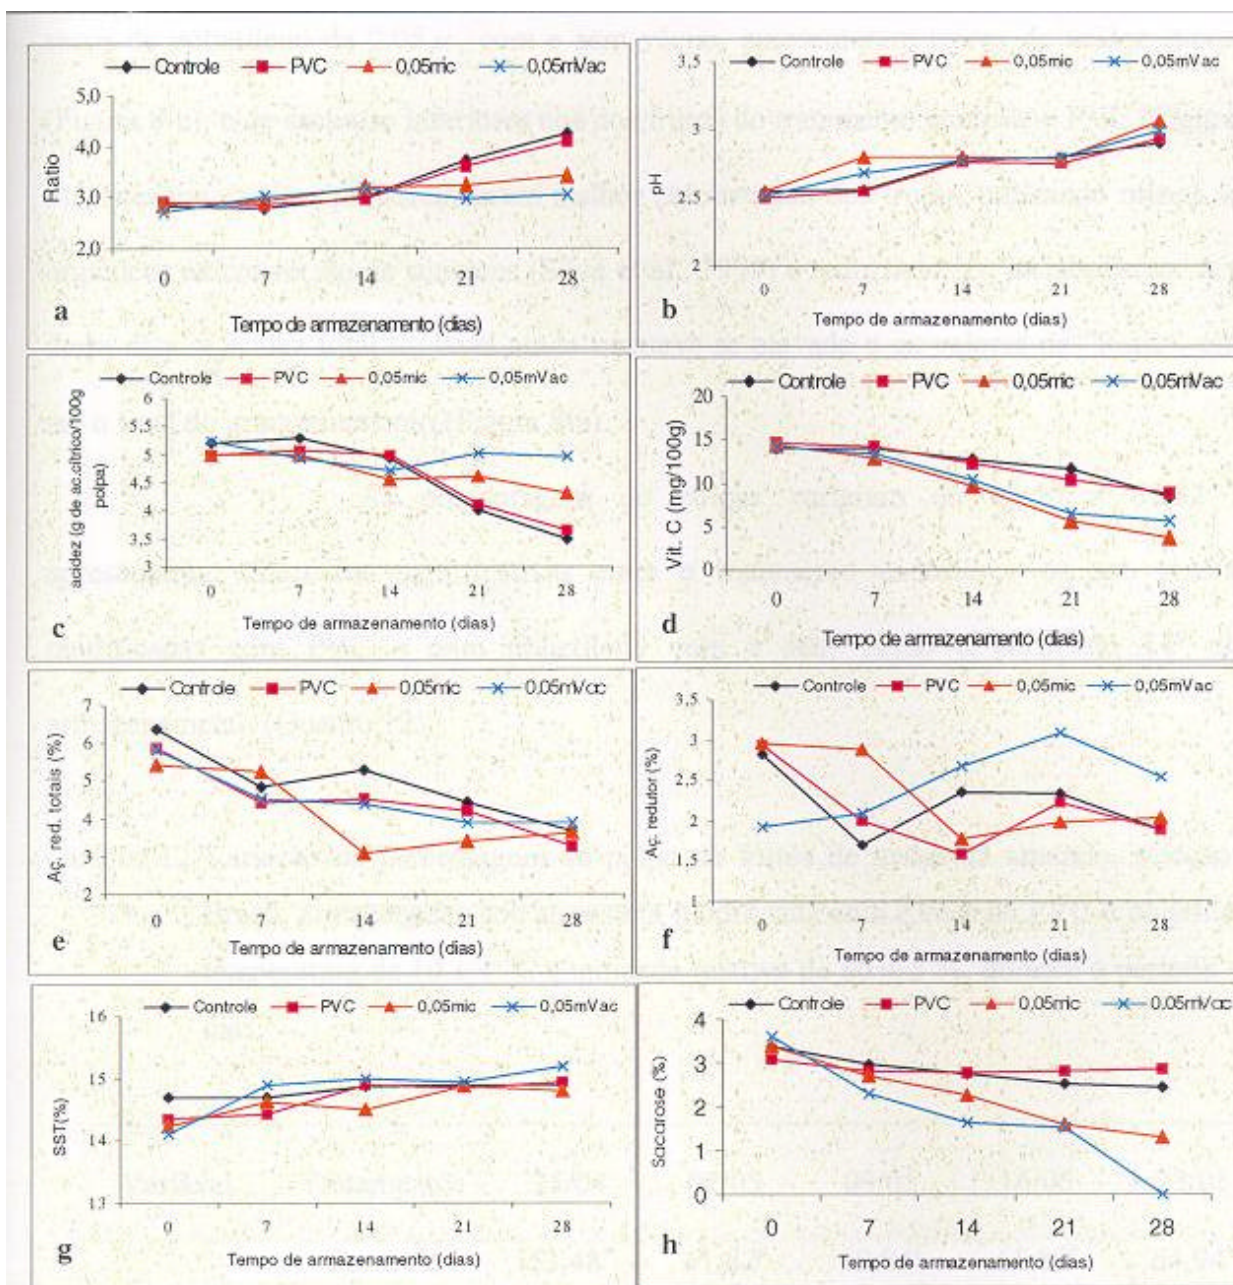 Controle PVC 0,05mic 0,05mVac
5,0
4,0
3,0
2,0
Ratio
0 7 14 21 28
a
Tempo de armazenamento (dias)
Controle PVC 0,05mic 0,05mVac
3,5
3
2,5
2
pH
0 7 14 21 28
b
Tempo de armazenamento (dias)
Controle PVC 0,05mic 0,05mVac
6
5,5
5
4,5
4
3,5
3
acidez (g de ac.citrico/100g
polpa)
0 7 14 21 28
c
Tempo de armazenamento (dias)
Controle PVC 0,05mic 0,05mVac
20
15
10
5
0
Vit. C (mg/100g)
0 7 14 21 28
d
Tempo de armazenamento (dias)
Controle PVC 0,05mic 0,05mVac
7
6
5
4
3
2
Aç. red. totais (%)
0 7 14 21 28
e
Tempo de armazenamento (dias)
Controle PVC 0,05mic 0,05mVac
3,5
3
2,5
2
1,5
1
Aç. redutor (%)
0 7 14 21 28
f
Tempo de armazenamento (dias)
Controle PVC 0,05mic 0,05mVac
16
15
14
13
SST(%)
0 7 14 21 28
g
Tempo de armazenamento (dias)
Controle PVC 0,05mic 0,05mVac
4
3
2
1
0
Saccarose (%)
0 7 14 21 28
h
Tempo de armazenamento (dias)